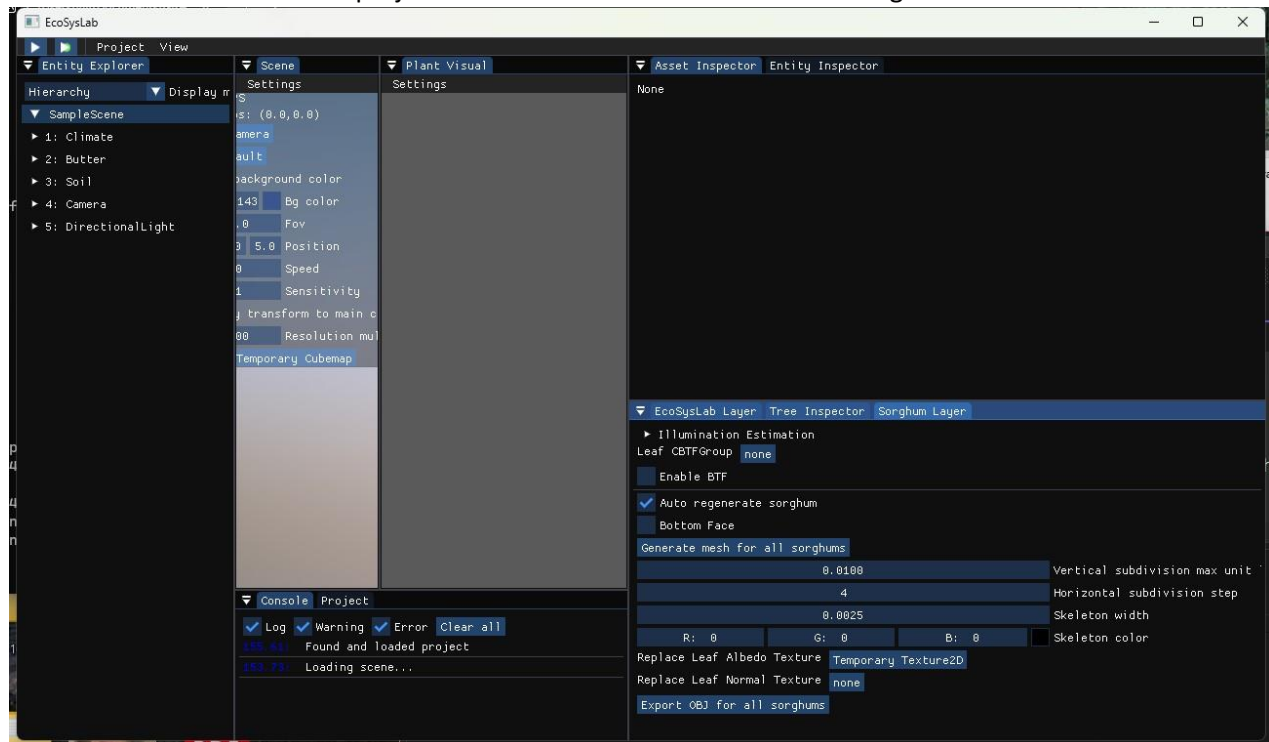 EcoSysLab
Project View
Entity Explorer
Hierarchy Display m
SampleScene
1: Climate
2: Butter
3: Soil
4: Camera
5: DirectionalLight
Scene
Settings
s: (0.0,0.0)
amera
ault
background color
143 Bg color
.0 Fov
5.0 Position
Speed
1 Sensitivity
y transform to main c
00 Resolution mul
Temporary Cubemap
Plant Visual
Settings
Console Project
Log Warning Error Clear all
Found and loaded project
Loading scene...
Asset Inspector Entity Inspector
None
EcoSysLab Layer Tree Inspector Sorghum Layer
Illumination Estimation
Leaf CBTFGroup none
Enable BTF
Auto regenerate sorghum
Bottom Face
Generate mesh for all sorghums
0.0100 Vertical subdivision max unit
4 Horizontal subdivision step
0.0025 Skeleton width
R: 0 G: 0 B: 0 Skeleton color
Replace Leaf Albedo Texture Temporary Texture2D
Replace Leaf Normal Texture none
Export OBJ for all sorghums